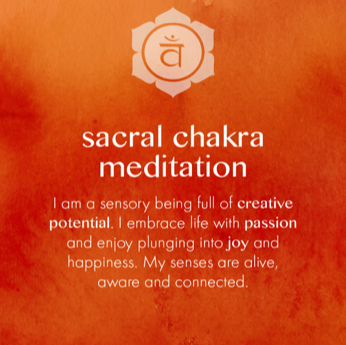 वं
sacral chakra
meditation
I am a sensory being full of creative
potential. I embrace life with passion
and enjoy plunging into joy and
happiness. My senses are alive,
aware and connected.